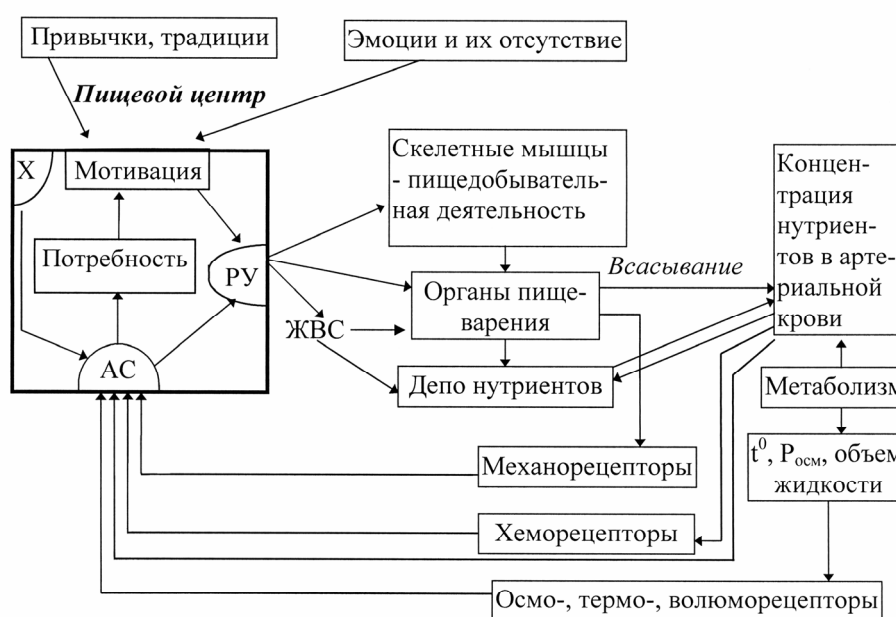 Привычки, традиции
Эмоции и их отсутствие
Пищевой центр
Х
Мотивация
Потребность
РУ
АС
ЖВС
Скелетные мышцы
- пищедобыватель-
ная деятельность
Органы пище-
варения
Депо нутриентов
Всасывание
Концен-
трация
нутриен-
тов в арте-
риальной
крови
Метаболизм
t⁰, Pосм, объем
жидкости
Механорецепторы
Хеморецепторы
Осмо-, термо-, волюморецепторы